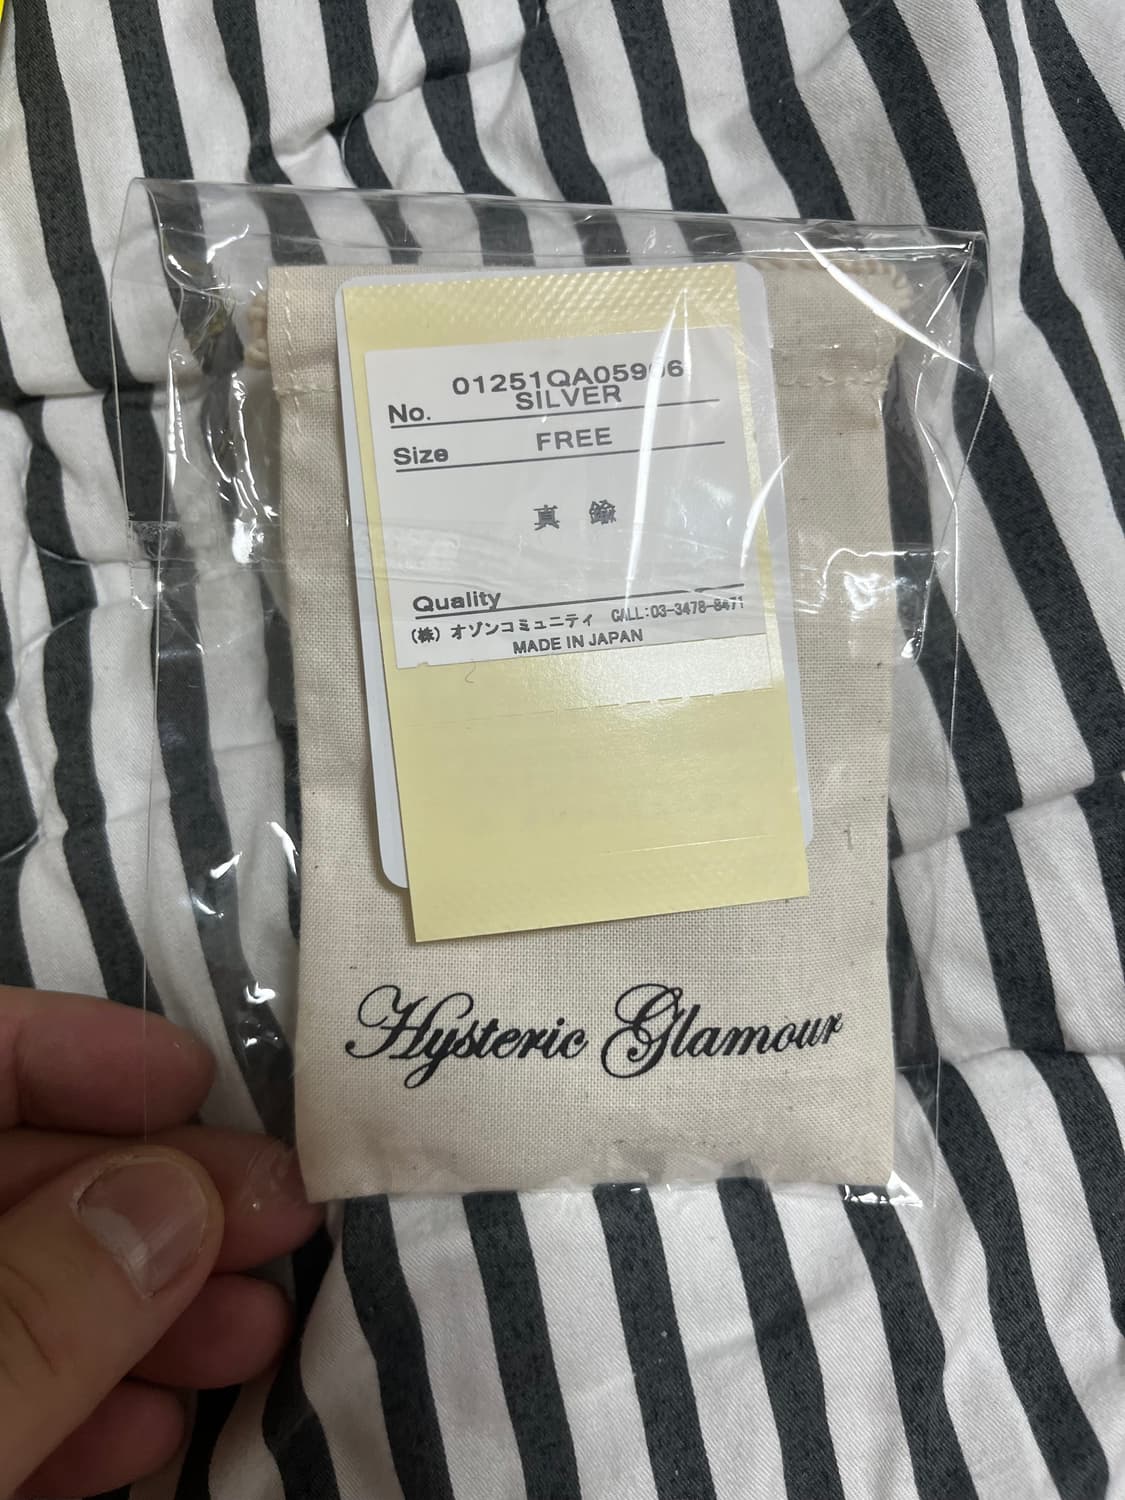 01251QA05906
No. SILVER
Size FREE
真 鍮
Quality
(株) オゾンコミュニティ CALL:03-3478-8471
MADE IN JAPAN
Hysteric Glamour